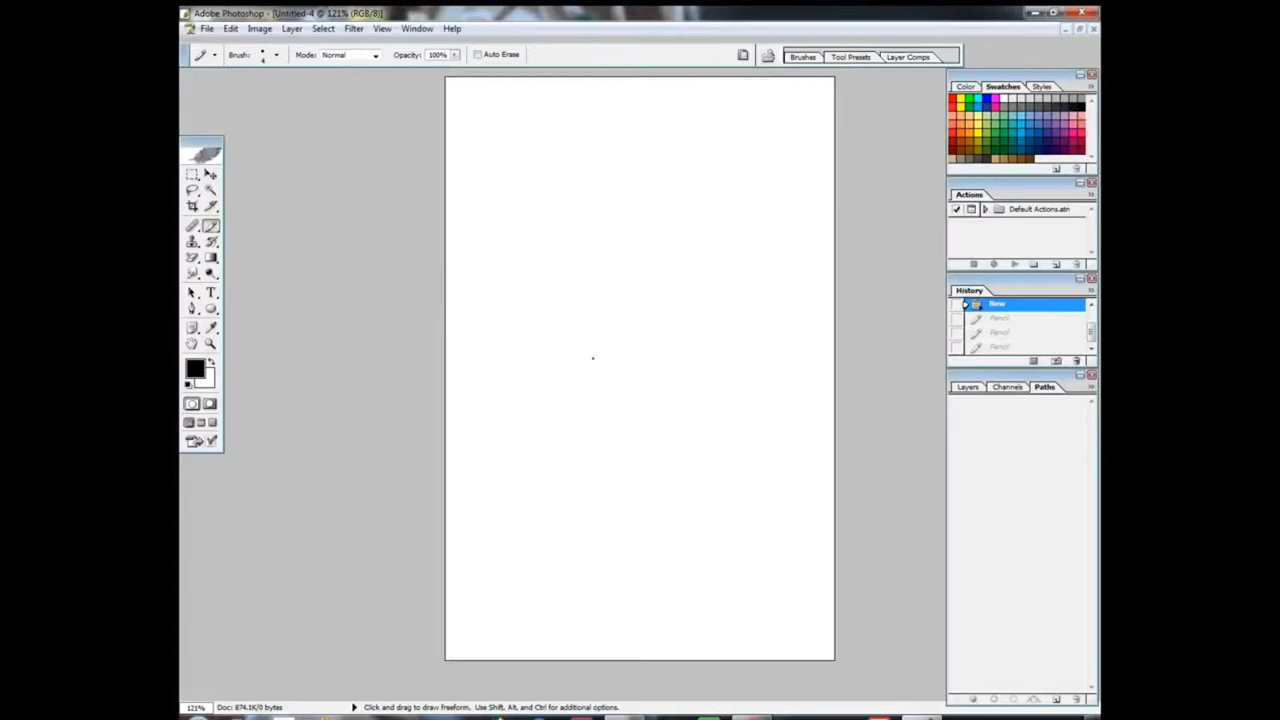 Adobe Photoshop - [Untitled-4 @ 121% (RGB/8)]
File Edit Image Layer Select Filter View Window Help
Brush: 4 Mode: Normal Opacity: 100% Auto Erase Brushes Tool Presets Layer Comps
Color Swatches Styles
Actions
Default Actions.atn
History
New
Pencil
Pencil
Pencil
Layers Channels Paths
121% Doc: 874.1K/0 bytes Click and drag to draw freeform. Use Shift, Alt, and Ctrl for additional options.